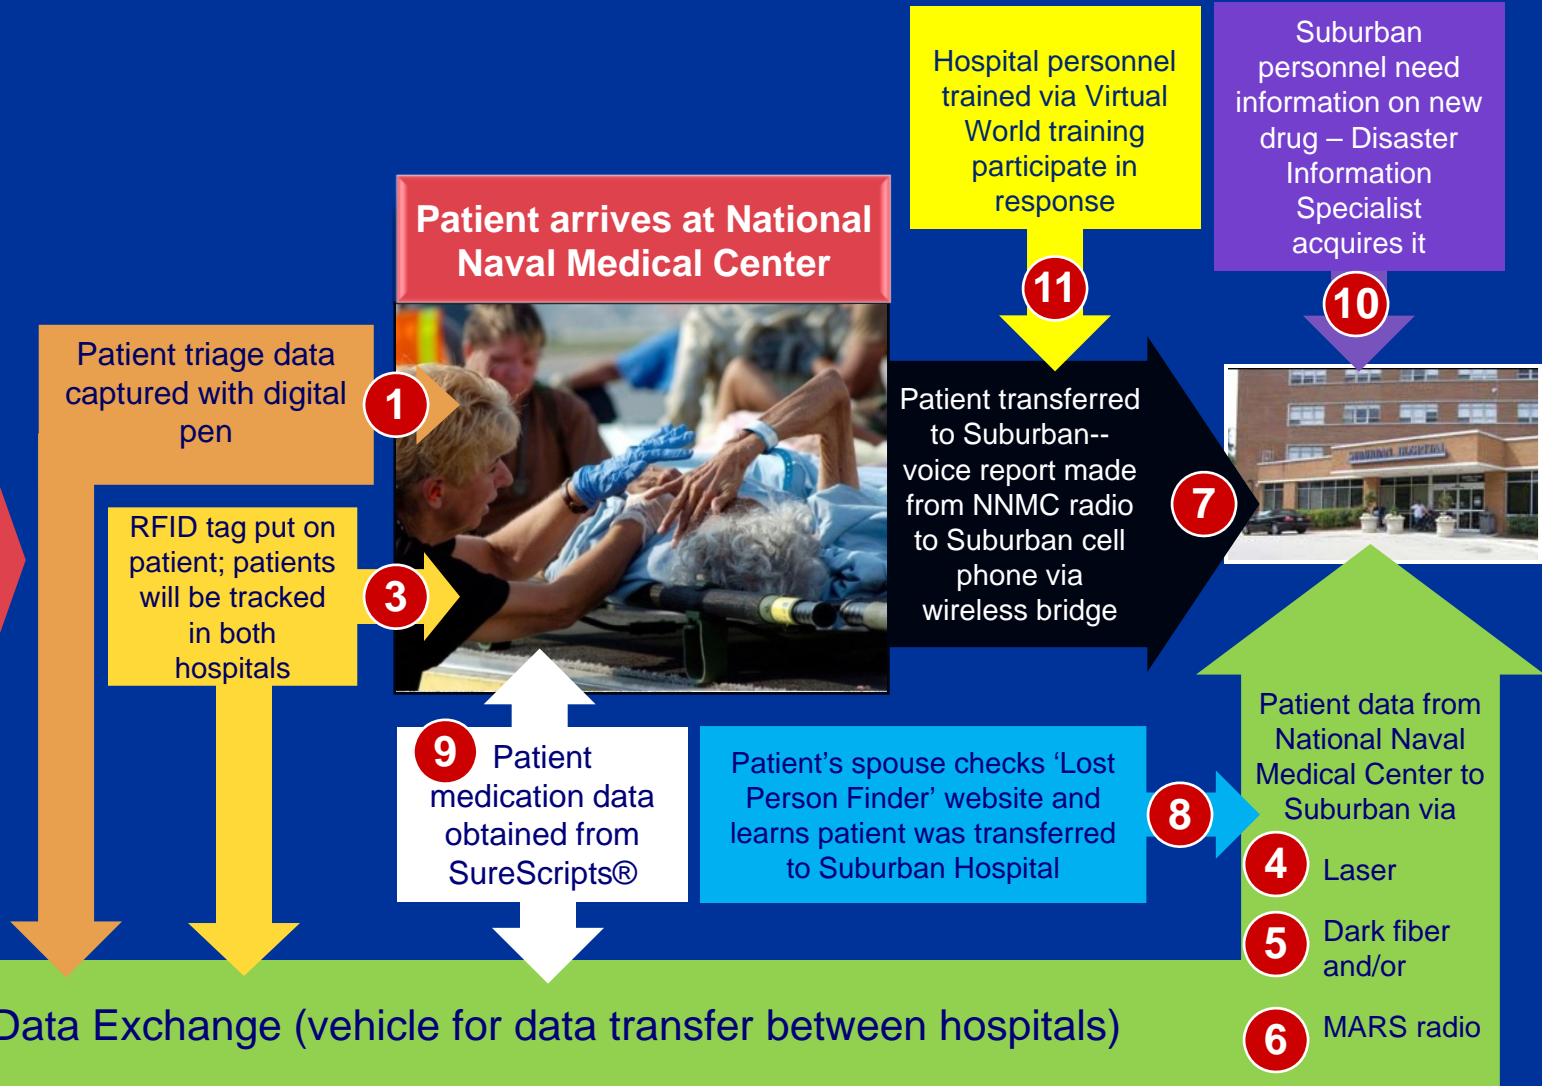 Hospital personnel
trained via Virtual
World training
participate in
response
11
Suburban
personnel need
information on new
drug – Disaster
Information
Specialist
acquires it
10
Patient arrives at National
Naval Medical Center
Patient triage data
captured with digital
pen
1
RFID tag put on
patient; patients
will be tracked
in both
hospitals
3
Patient transferred
to Suburban--
voice report made
from NNMC radio
to Suburban cell
phone via
wireless bridge
7
SUBURBAN HOSPITAL
9 Patient
medication data
obtained from
SureScripts®
Patient’s spouse checks ‘Lost
Person Finder’ website and
learns patient was transferred
to Suburban Hospital
8
Patient data from
National Naval
Medical Center to
Suburban via
4 Laser
5 Dark fiber
and/or
6 MARS radio
Data Exchange (vehicle for data transfer between hospitals)